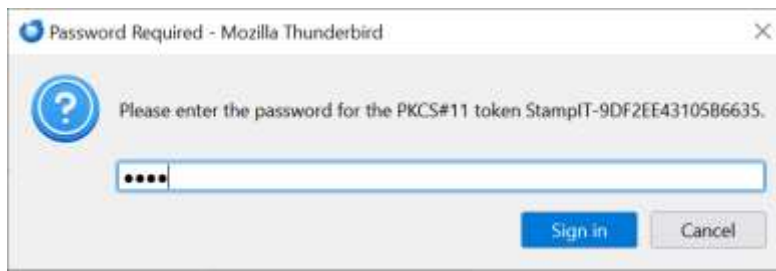 Password Required - Mozilla Thunderbird
Please enter the password for the PKCS#11 token StampIT-9DF2EE43105B6635.
••••
Sign in
Cancel